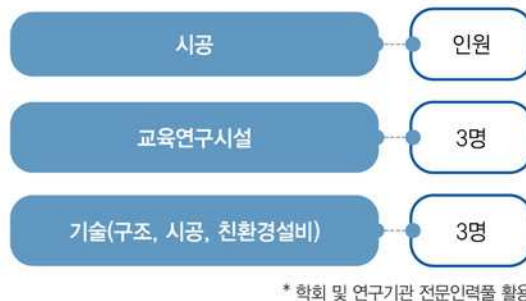 시공 인원
교육연구시설 3명
기술(구조, 시공, 친환경설비) 3명
* 학회 및 연구기관 전문인력풀 활용